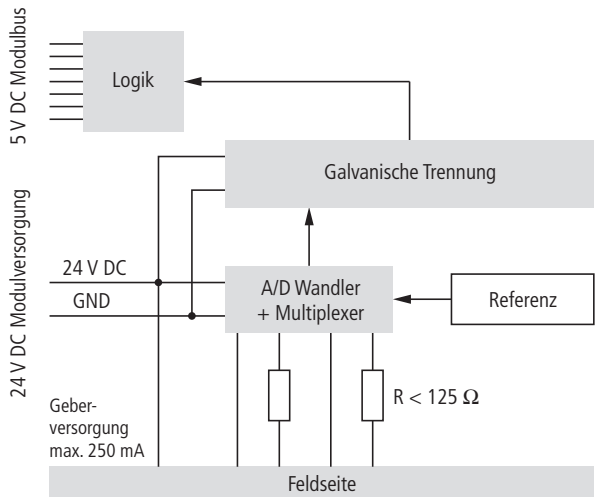 5 V DC Modulbus
Logik
Galvanische Trennung
24 V DC Modulversorgung
24 V DC
GND
A/D Wandler
+ Multiplexer
Referenz
R < 125 Ω
Geber-
versorgung
max. 250 mA
Feldseite